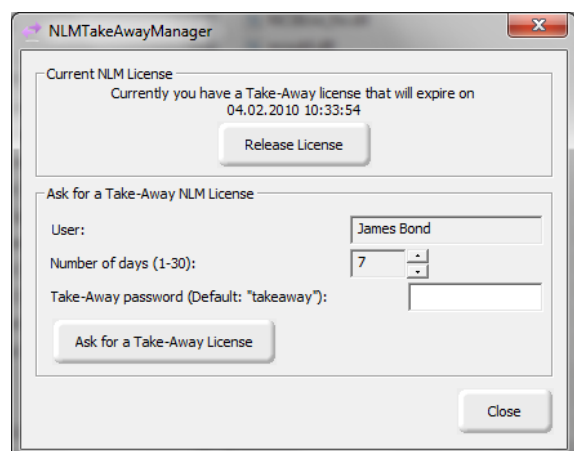 NLMTakeAwayManager
Current NLM License
Currently you have a Take-Away license that will expire on
04.02.2010 10:33:54
Release License
Ask for a Take-Away NLM License
User:
James Bond
Number of days (1-30):
7
Take-Away password (Default: "takeaway"):
Ask for a Take-Away License
Close